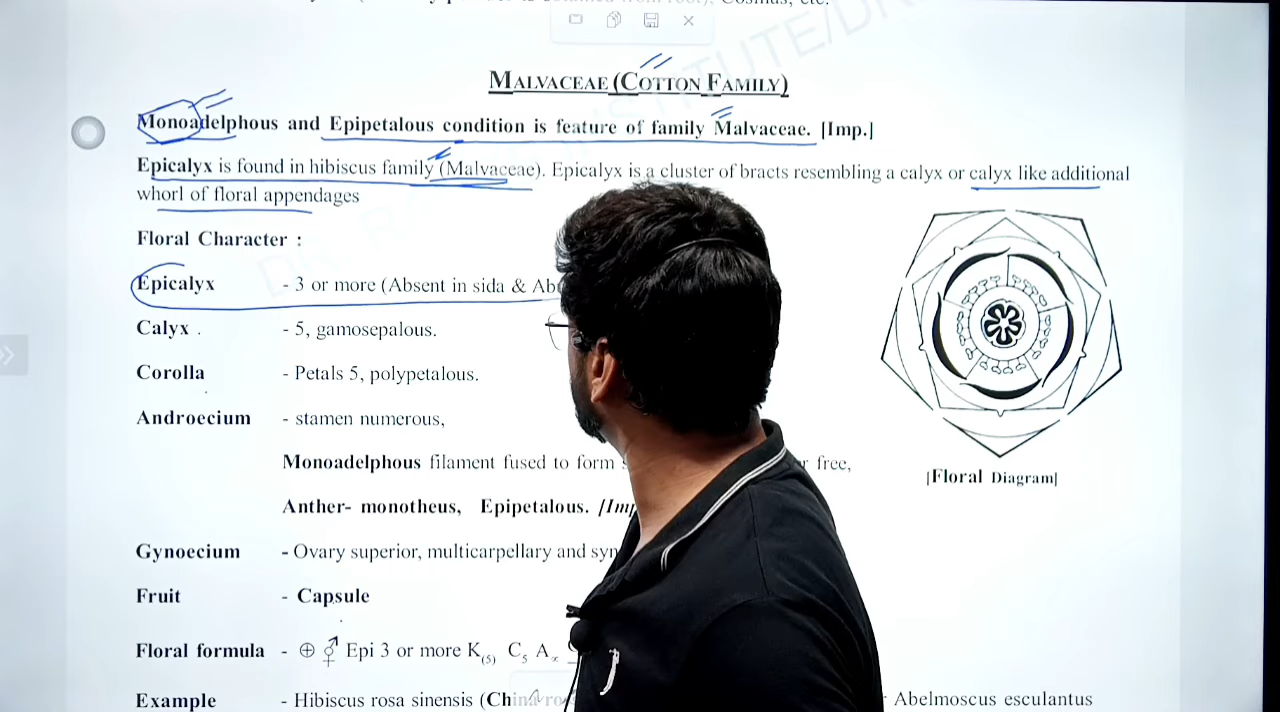 MALVACEAE (COTTON FAMILY)
Monoadelphous and Epipetalous condition is feature of family Malvaceae. [Imp.]
Epicalyx is found in hibiscus family (Malvaceae). Epicalyx is a cluster of bracts resembling a calyx or calyx like additional
whorl of floral appendages
Floral Character :
Epicalyx - 3 or more (Absent in sida &
Calyx - 5, gamosepalous.
Corolla - Petals 5, polypetalous.
Androecium - stamen numerous,
Monoadelphous filament fused to form free,
Anther- monotheus, Epipetalous.
[Floral Diagram]
Gynoecium - Ovary superior, multicarpellary and
Fruit - Capsule
Floral formula - ⊕ ⚥ Epi 3 or more K(5) C5 A∝
Example - Hibiscus rosa sinensis (China Abelmoscus esculantus